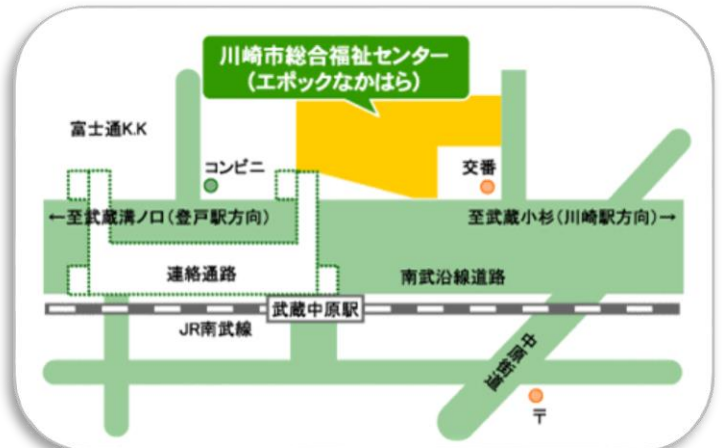 川崎市総合福祉センター
(エポックなかはら)
富士通K.K
コンビニ
交番
←至武蔵溝ノ口(登戸駅方向)
至武蔵小杉(川崎駅方向)→
連絡通路
南武沿線道路
武蔵中原駅
JR南武線
中原街道
〒